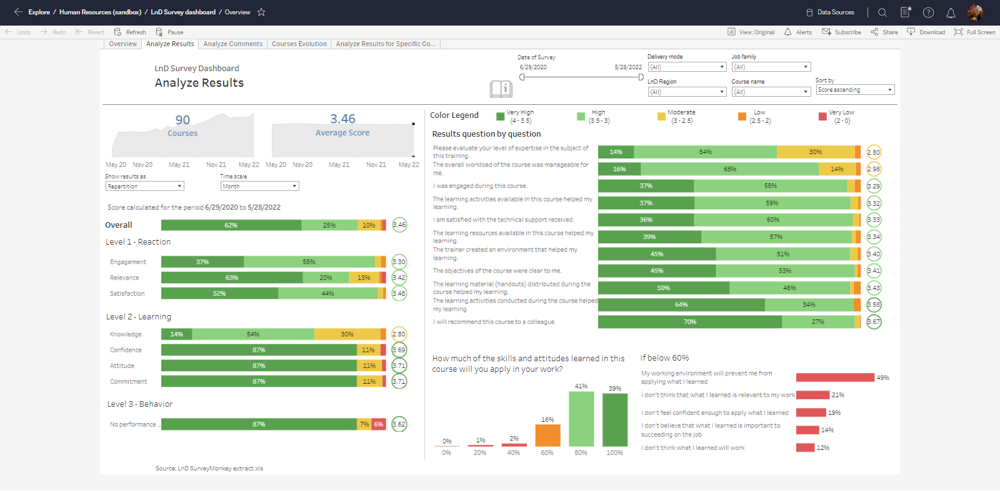 Explore / Human Resources (sandbox) / LnD Survey dashboard / Overview
Data Sources
Undo Redo Revert Refresh Pause
View: Original Alerts Subscribe Share Download Full Screen
Overview Analyze Results Analyze Comments Courses Evolution Analyze Results for Specific Co...
LnD Survey Dashboard
Analyze Results
Date of Survey
6/29/2020 5/28/2022
Delivery mode
(All)
Job family
(All)
LnD Region
(All)
Course name
(All)
Sort by
Score ascending
90
Courses
May 20 Nov 20 May 21 Nov 21 May 22
3.46
Average Score
May 20 Nov 20 May 21 Nov 21 May 22
Show results as
Repartition
Time scale
Month
Score calculated for the period 6/29/2020 to 5/28/2022
Overall 62% 25% 10% 3.46
Level 1 - Reaction
Engagement 37% 58% 3.30
Relevance 63% 20% 13% 3.42
Satisfaction 52% 44% 3.48
Level 2 - Learning
Knowledge 14% 54% 30% 2.80
Confidence 87% 11% 3.69
Attitude 87% 11% 3.71
Commitment 87% 11% 3.71
Level 3 - Behavior
No performance .. 87% 7% 6% 3.62
Source: LnD SurveyMonkey extract.xls
Color Legend
Very High
(4 - 3.5)
High
(3.5 - 3)
Moderate
(3 - 2.5)
Low
(2.5 - 2)
Very Low
(2 - 0)
Results question by question
Please evaluate your level of expertise in the subject of
this training.
14% 54% 30% 2.80
The overall workload of the course was manageable for
me.
16% 68% 14% 2.98
I was engaged during this course. 37% 58% 3.29
The learning activities available in this course helped my
learning.
37% 59% 3.32
I am satisfied with the technical support received. 36% 60% 3.33
The learning resources available in this course helped my
learning.
39% 57% 3.34
The trainer created an environment that helped my
learning.
45% 51% 3.40
The objectives of the course were clear to me. 45% 53% 3.41
The learning material (handouts) distributed during the
course helped my learning.
50% 46% 3.43
The learning activities conducted during the course helped
my learning.
64% 34% 3.58
I will recommend this course to a colleague. 70% 27% 3.67
How much of the skills and attitudes learned in this
course will you apply in your work?
0% 1% 2% 16% 41% 39%
0% 20% 40% 60% 80% 100%
If below 60%
My working environment will prevent me from
applying what I learned
49%
I don't think that what I learned is relevant to my work 21%
I don't feel confident enough to apply what I learned 19%
I don't believe that what I learned is important to
succeeding on the job
14%
I don't think what I learned will work 12%